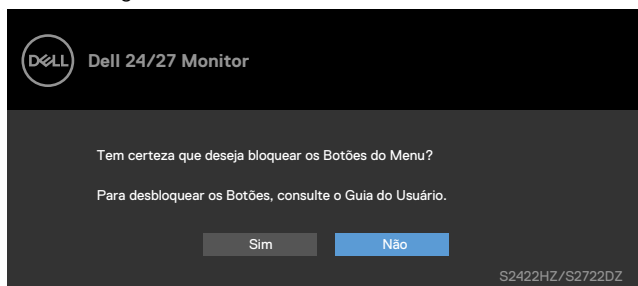 DELL
Dell 24/27 Monitor
Tem certeza que deseja bloquear os Botões do Menu?
Para desbloquear os Botões, consulte o Guia do Usuário.
Sim
Não
S2422HZ/S2722DZ